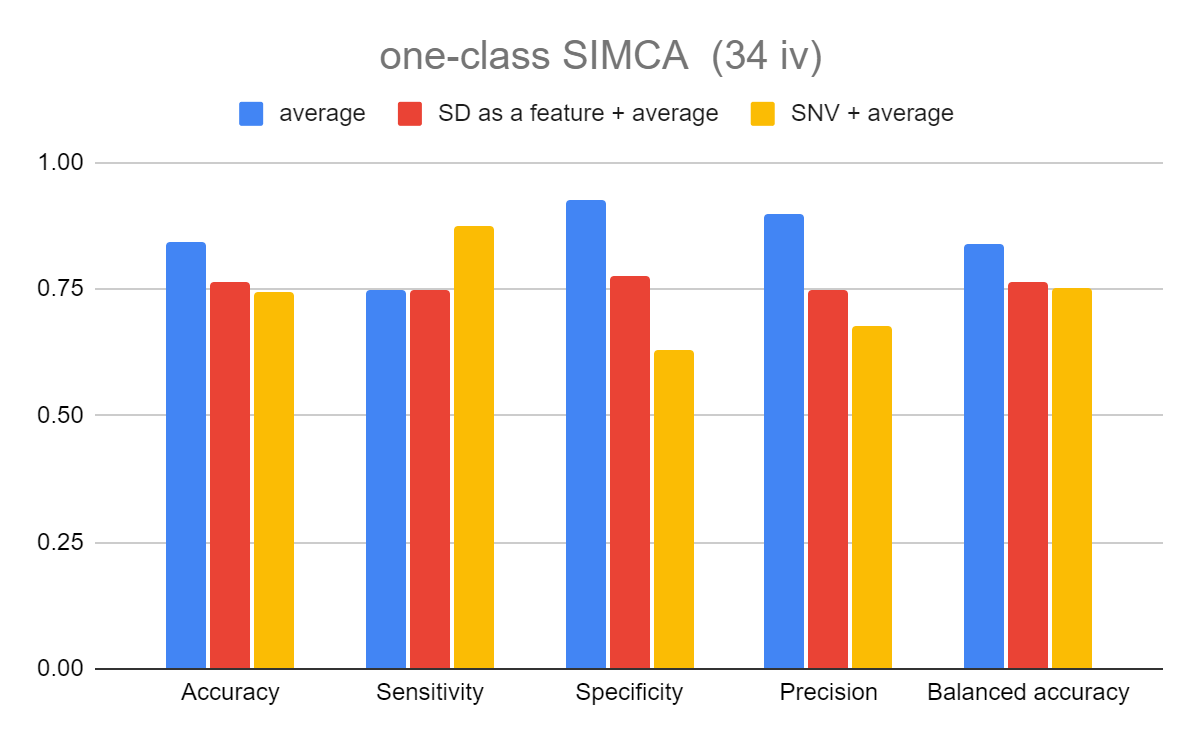 one-class SIMCA (34 iv)
average SD as a feature + average SNV + average
1.00
0.75
0.50
0.25
0.00
Accuracy Sensitivity Specificity Precision Balanced accuracy